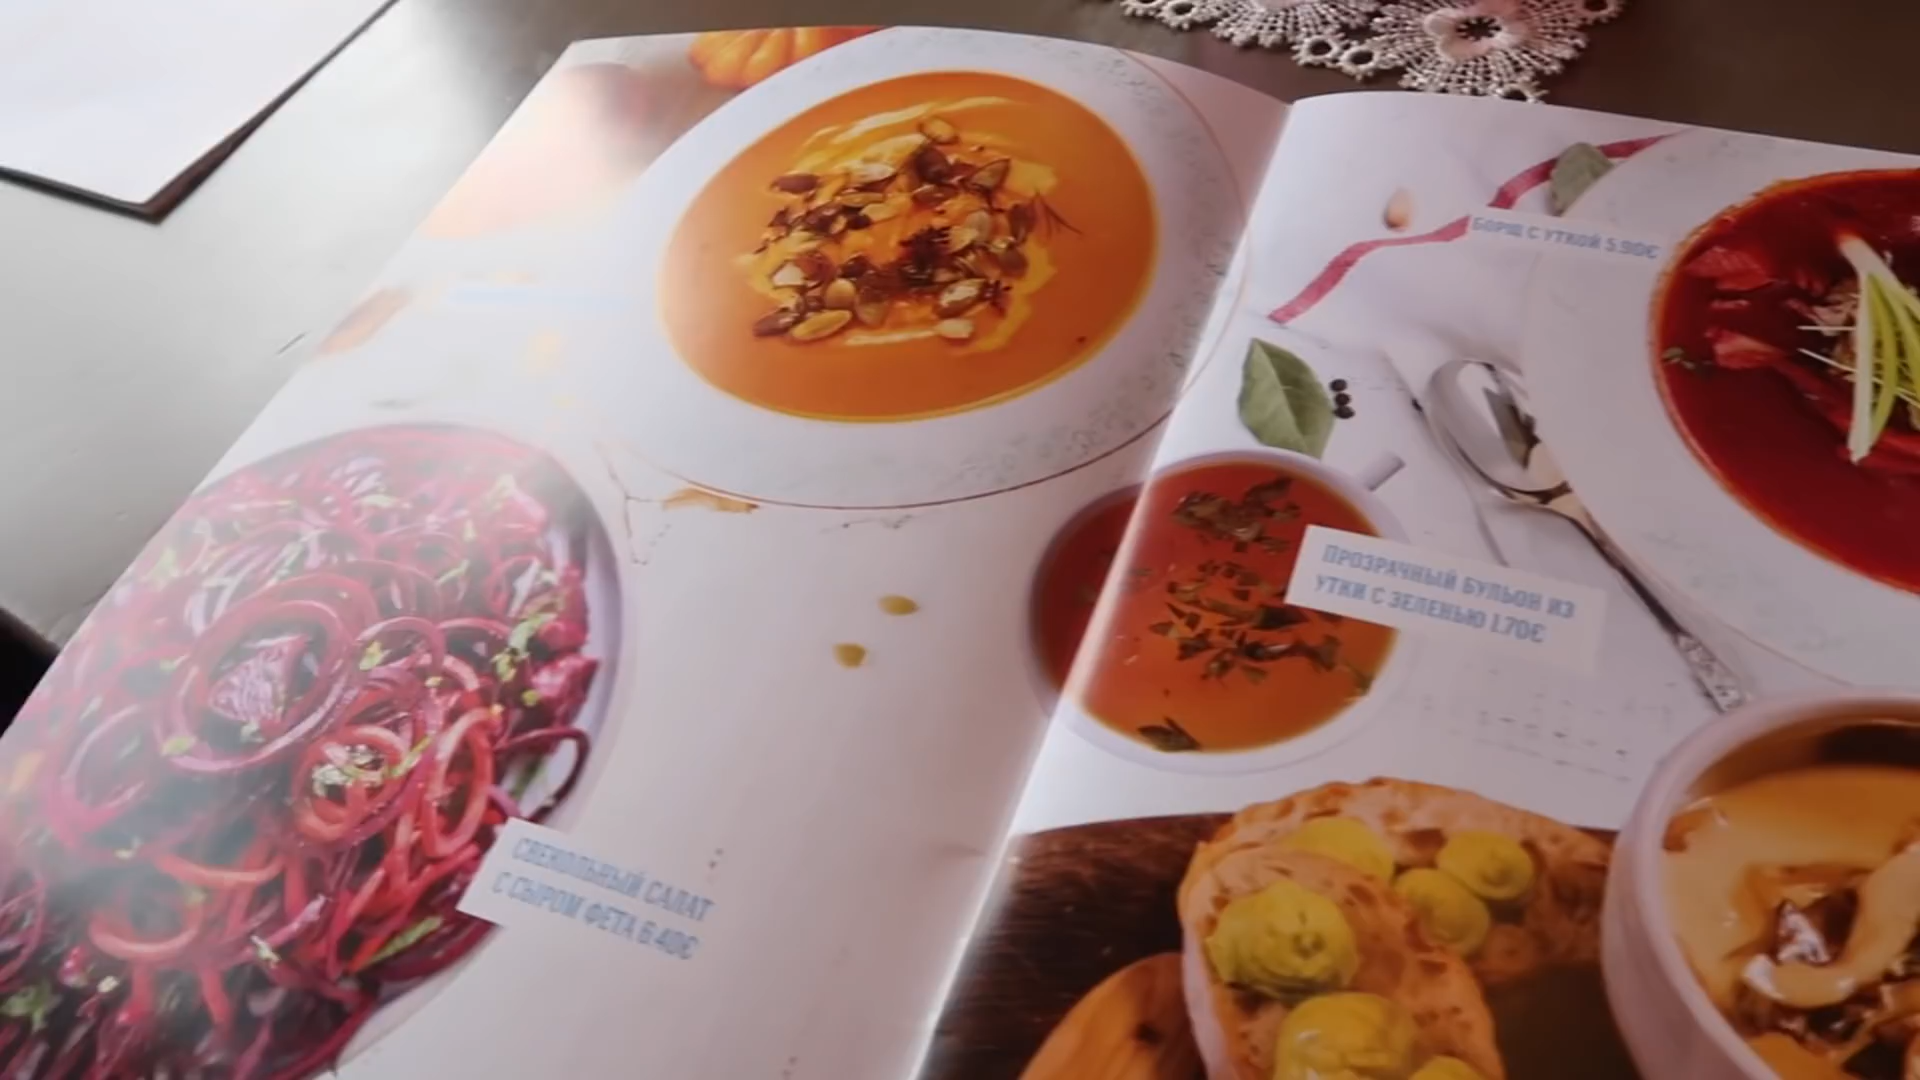 СВЕКОЛЬНЫЙ САЛАТ
С СЫРОМ ФЕТА 6.40€
БОРЩ С УТКОЙ 5.90€
ПРОЗРАЧНЫЙ БУЛЬОН ИЗ
УТКИ С ЗЕЛЕНЬЮ 1.70€